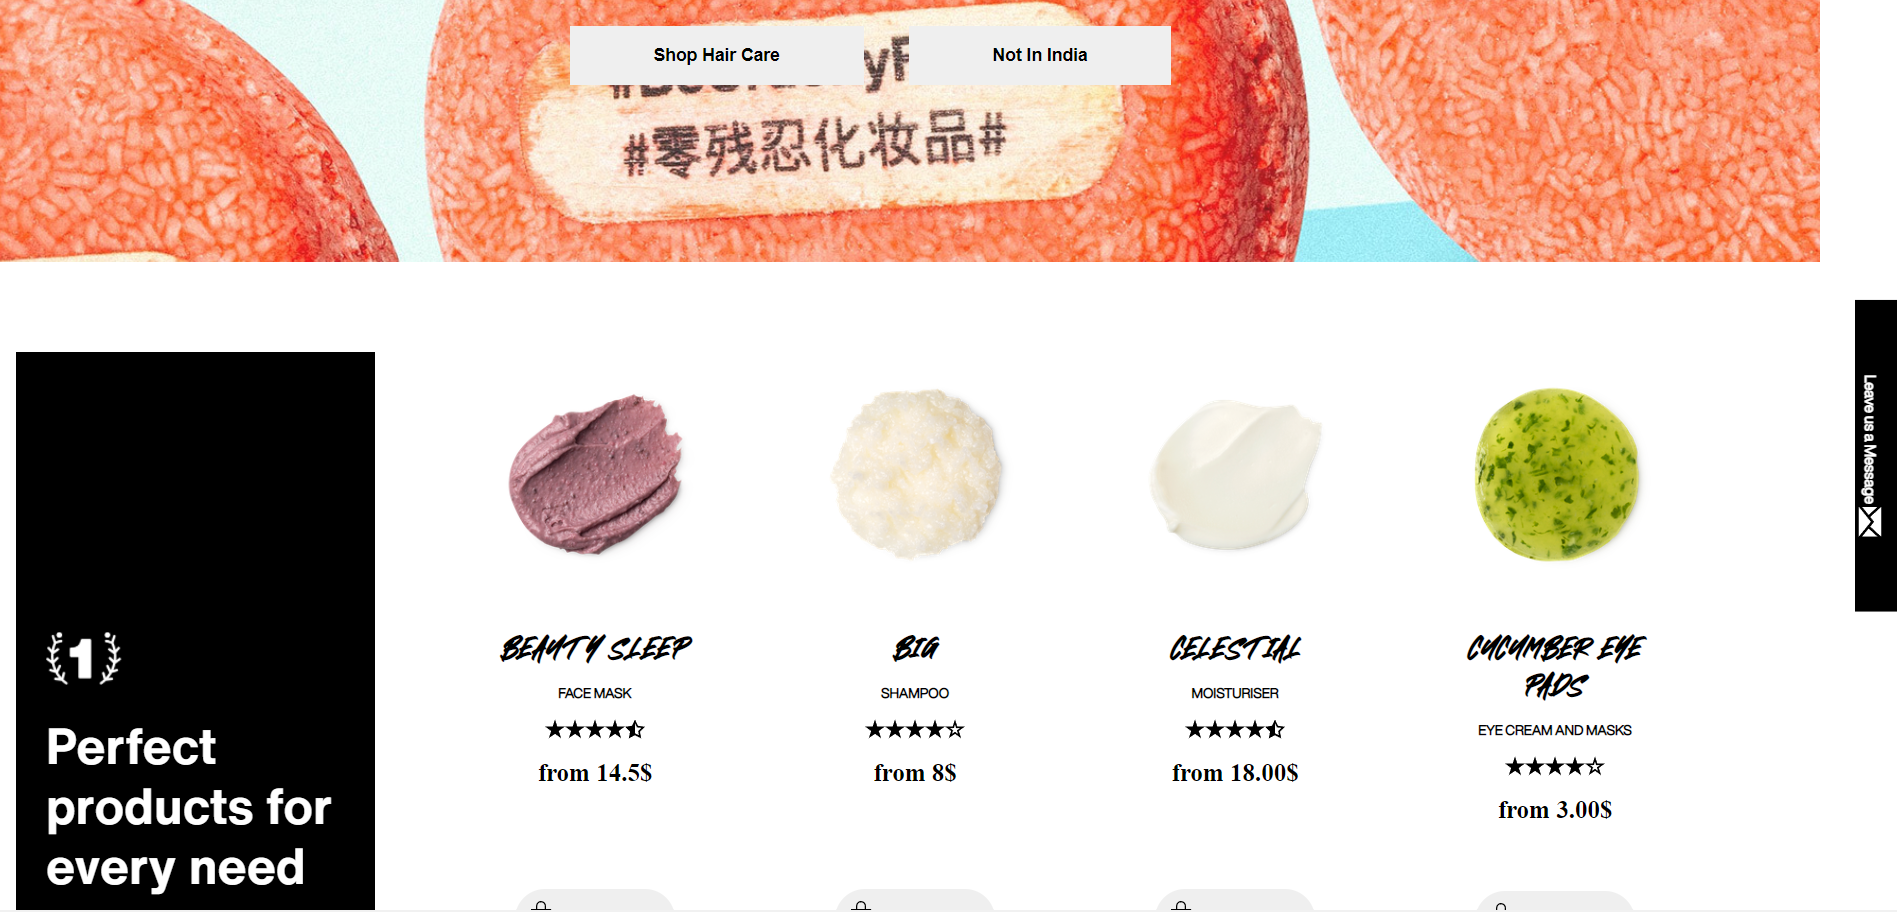 Shop Hair Care
Not In India
#零残忍化妆品#
Leave us a Message
1
Perfect
products for
every need
BEAUTY SLEEP
FACE MASK
from 14.5$
BIG
SHAMPOO
from 8$
CELESTIAL
MOISTURISER
from 18.00$
CUCUMBER EYE
PADS
EYE CREAM AND MASKS
from 3.00$